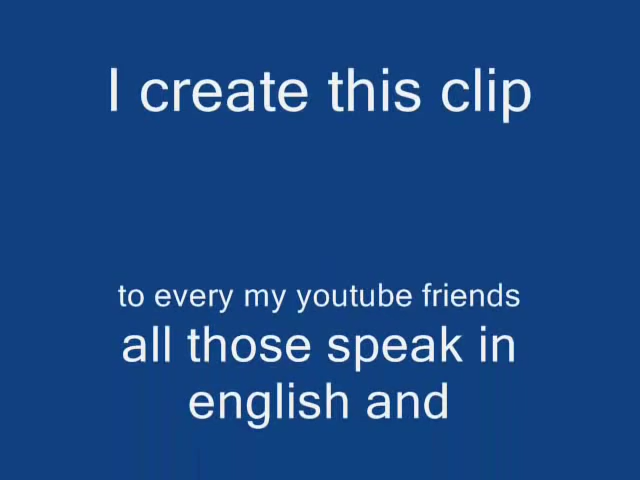 I create this clip
to every my youtube friends
all those speak in
english and